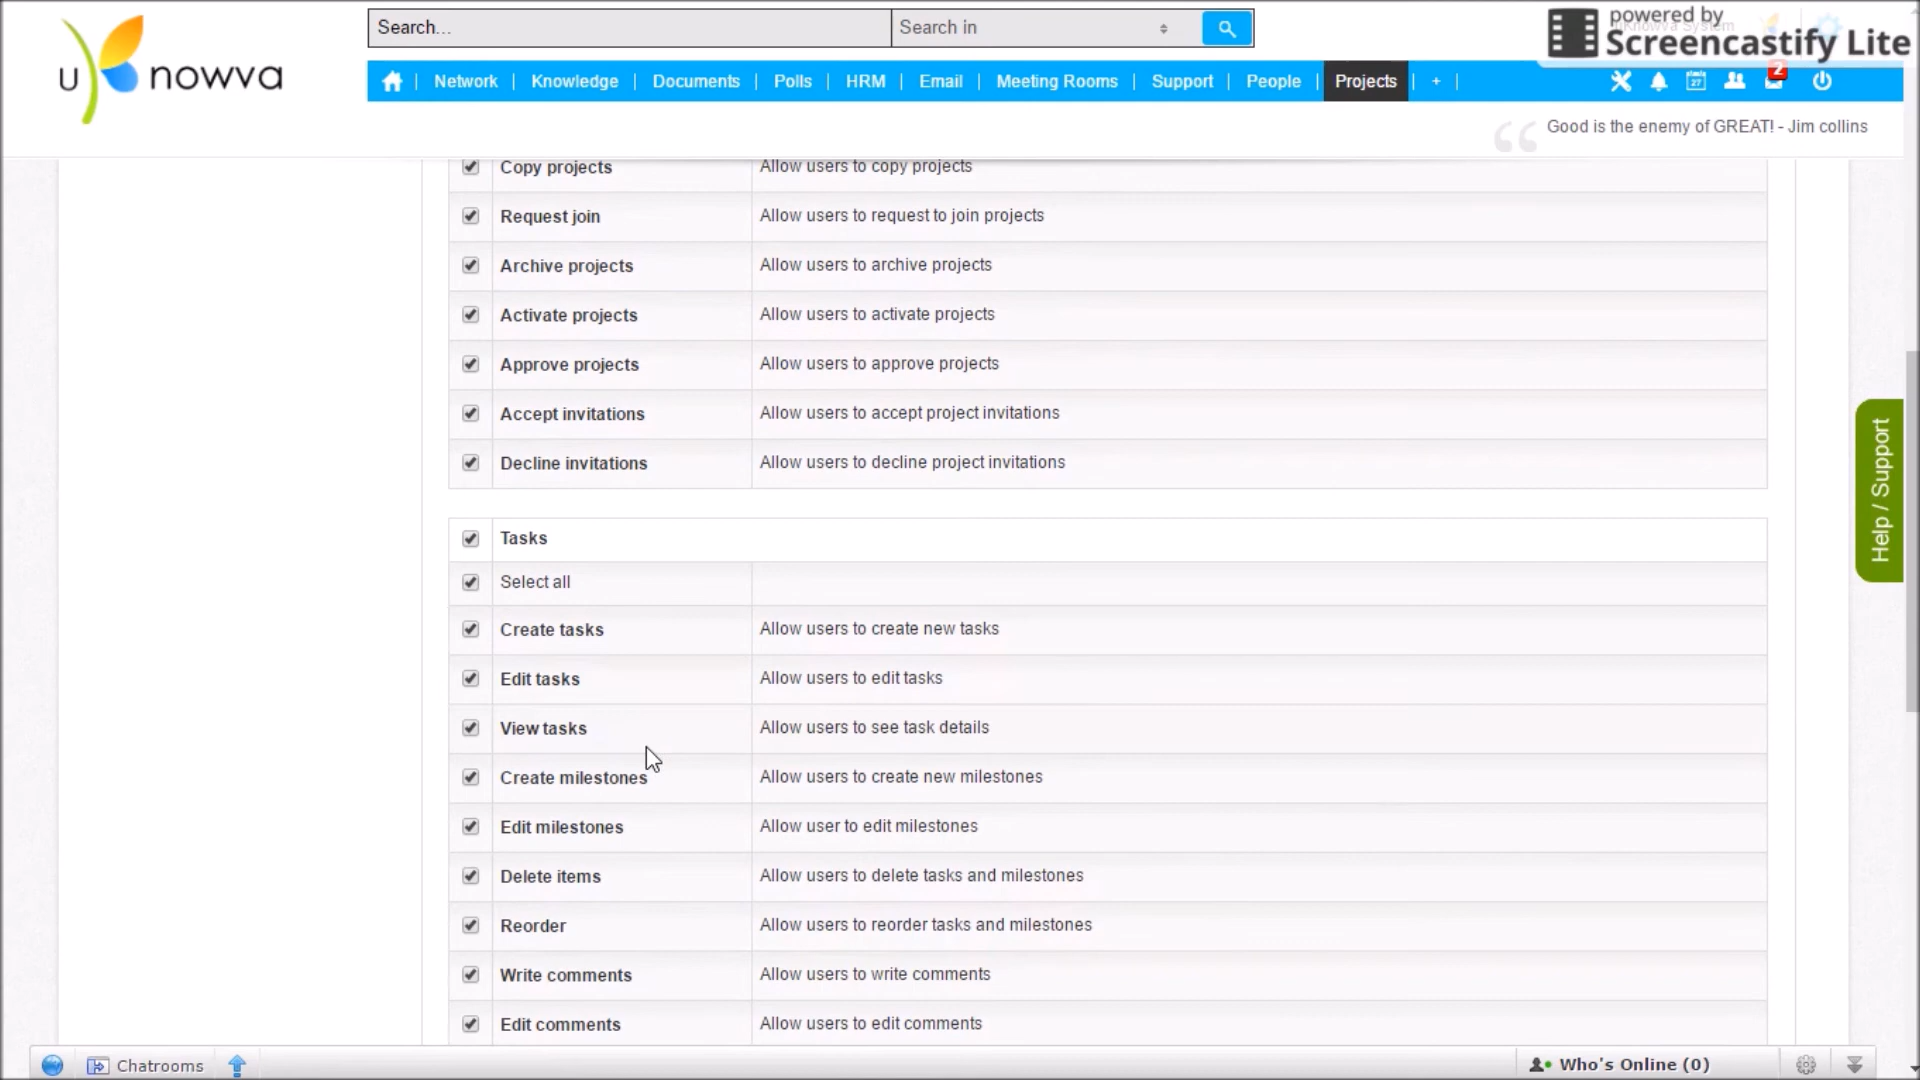 u nowva
Search...
Search in
powered by
Screencastify Lite
Network
Knowledge
Documents
Polls
HRM
Email
Meeting Rooms
Support
People
Projects
+
27
2
Good is the enemy of GREAT! - Jim collins
Copy projects Allow users to copy projects
Request join Allow users to request to join projects
Archive projects Allow users to archive projects
Activate projects Allow users to activate projects
Approve projects Allow users to approve projects
Accept invitations Allow users to accept project invitations
Decline invitations Allow users to decline project invitations
Help / Support
Tasks
Select all
Create tasks Allow users to create new tasks
Edit tasks Allow users to edit tasks
View tasks Allow users to see task details
Create milestones Allow users to create new milestones
Edit milestones Allow user to edit milestones
Delete items Allow users to delete tasks and milestones
Reorder Allow users to reorder tasks and milestones
Write comments Allow users to write comments
Edit comments Allow users to edit comments
Chatrooms
Who's Online (0)